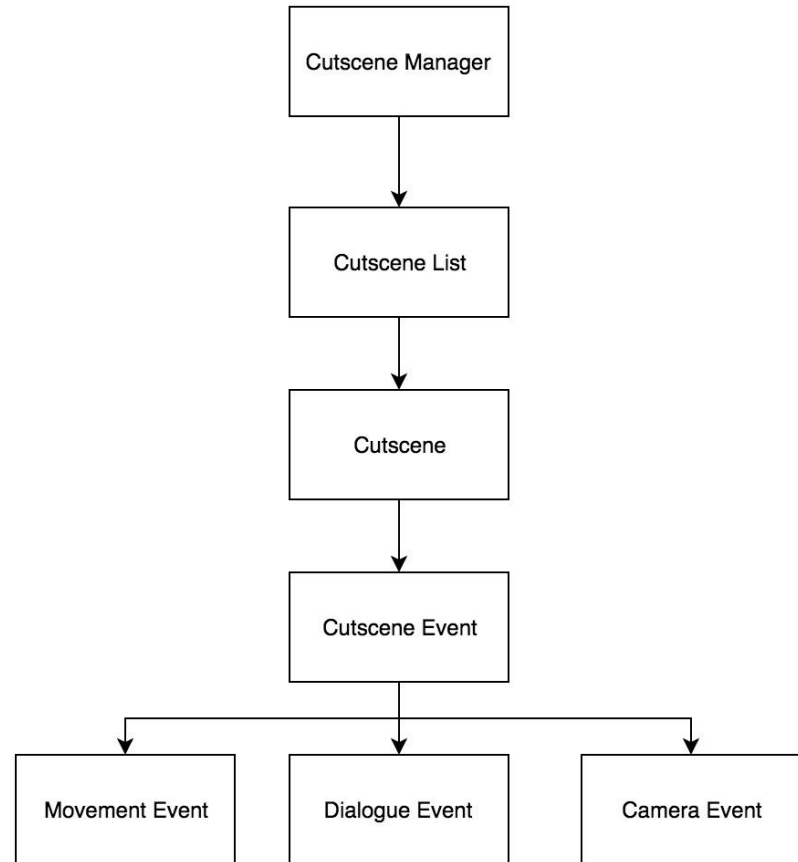 Cutscene Manager
Cutscene List
Cutscene
Cutscene Event
Movement Event
Dialogue Event
Camera Event